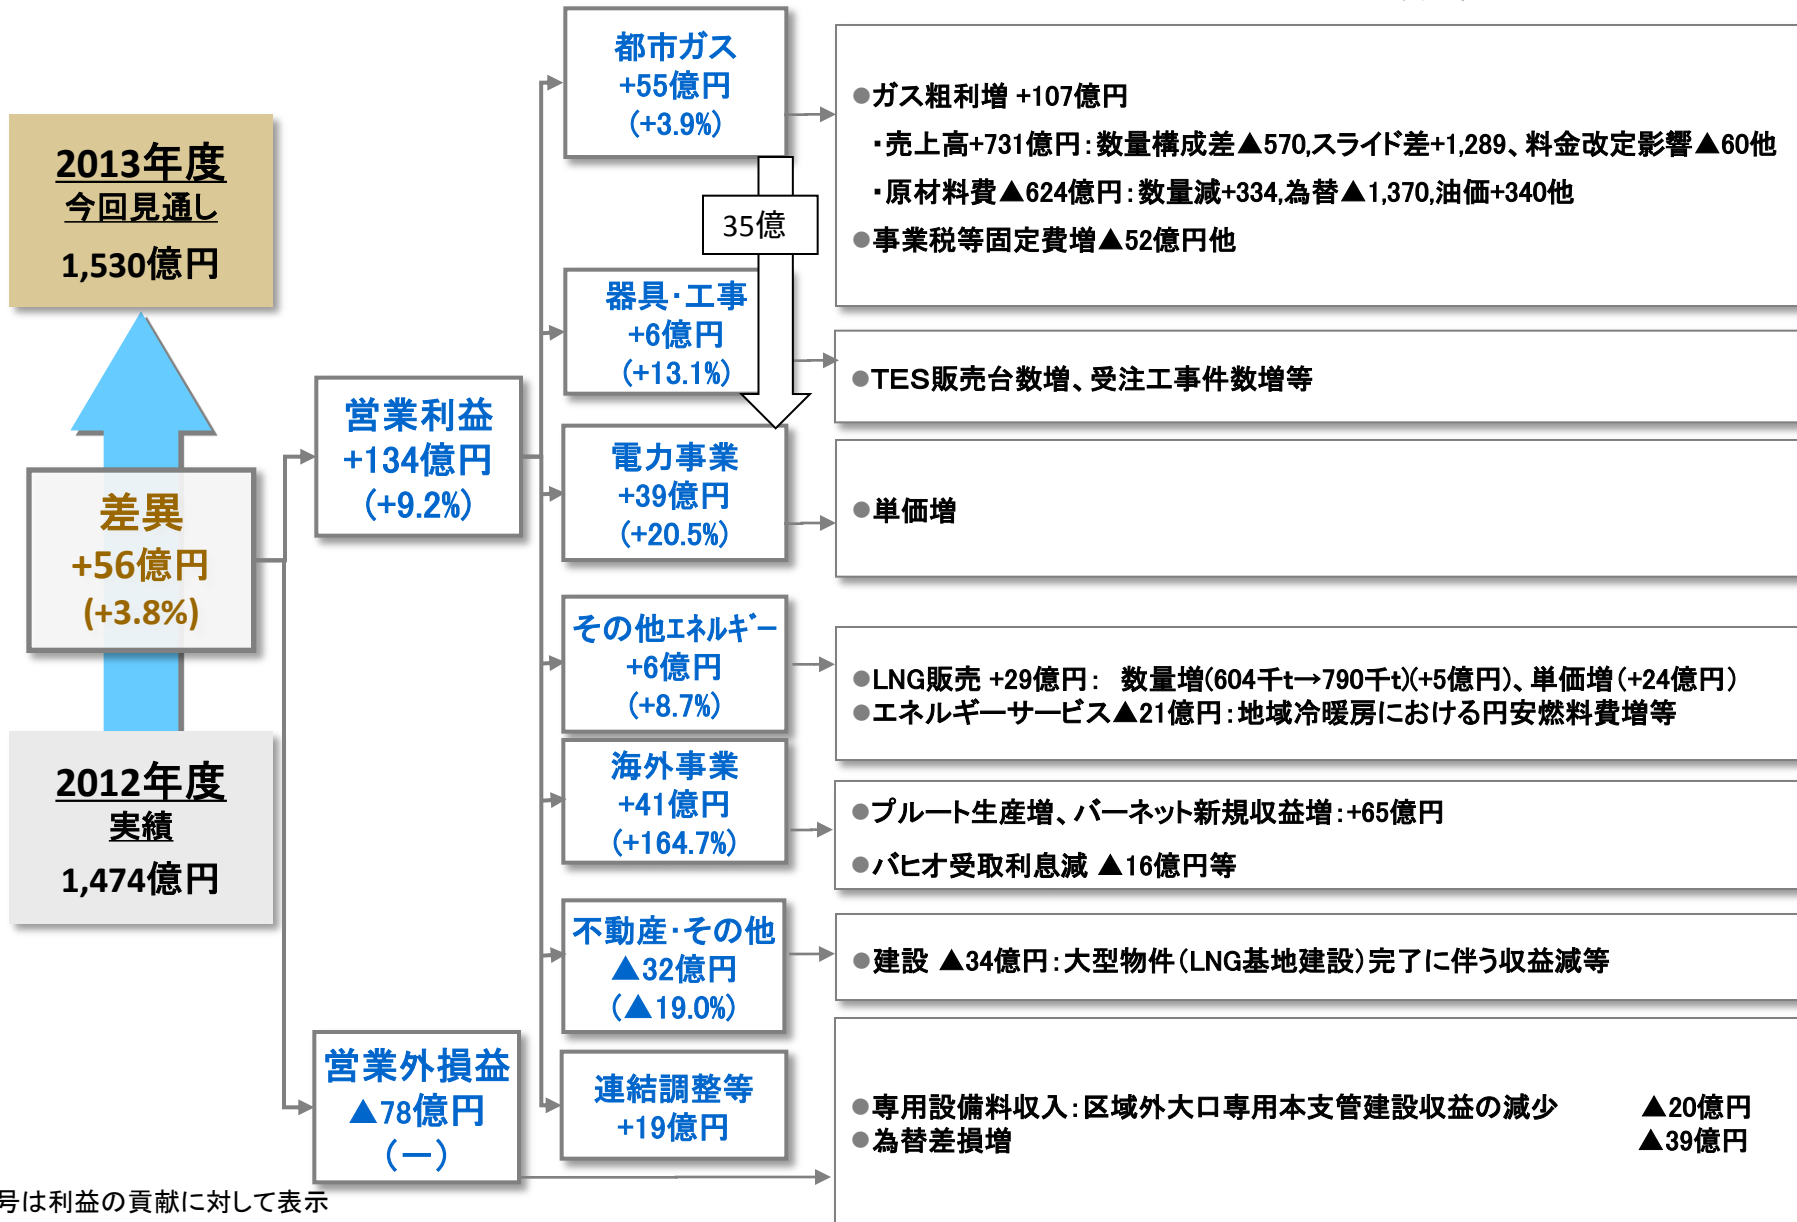 2013年度
今回見通し
1,530億円
差異
+56億円
(+3.8%)
2012年度
実績
1,474億円
営業利益
+134億円
(+9.2%)
営業外損益
▲78億円
(－)
都市ガス
+55億円
(+3.9%)
35億
器具・工事
+6億円
(+13.1%)
電力事業
+39億円
(+20.5%)
その他ｴﾈﾙｷﾞｰ
+6億円
(+8.7%)
海外事業
+41億円
(+164.7%)
不動産・その他
▲32億円
(▲19.0%)
連結調整等
+19億円
●ガス粗利増 +107億円
・売上高+731億円：数量構成差▲570,スライド差+1,289、料金改定影響▲60他
・原材料費▲624億円：数量減+334,為替▲1,370,油価+340他
●事業税等固定費増▲52億円他
●TES販売台数増、受注工事件数増等
●単価増
●LNG販売 +29億円： 数量増(604千t→790千t)(+5億円)、単価増(+24億円)
●エネルギーサービス▲21億円：地域冷暖房における円安燃料費増等
●プルート生産増、バーネット新規収益増：+65億円
●バヒオ受取利息減 ▲16億円等
●建設 ▲34億円：大型物件(LNG基地建設)完了に伴う収益減等
●専用設備料収入：区域外大口専用本支管建設収益の減少 ▲20億円
●為替差損増 ▲39億円
号は利益の貢献に対して表示